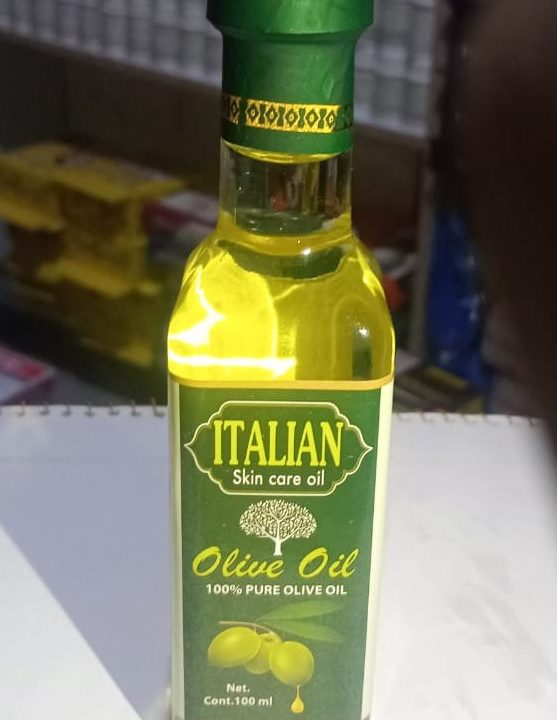 ITALIAN
Skin care oil
Olive Oil
100% PURE OLIVE OIL
Net.
Cont.100 ml